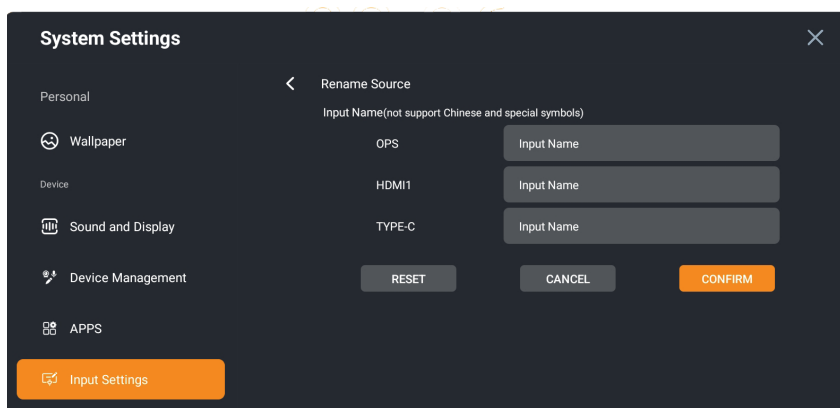 System Settings
Personal
Wallpaper
Device
Sound and Display
Device Management
APPS
Input Settings
Rename Source
Input Name(not support Chinese and special symbols)
OPS Input Name
HDMI1 Input Name
TYPE-C Input Name
RESET CANCEL CONFIRM